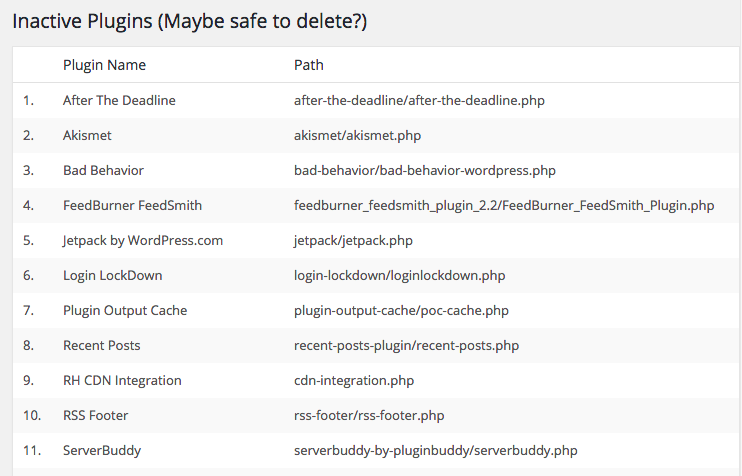 Inactive Plugins (Maybe safe to delete?)
Plugin Name Path
1. After The Deadline after-the-deadline/after-the-deadline.php
2. Akismet akismet/akismet.php
3. Bad Behavior bad-behavior/bad-behavior-wordpress.php
4. FeedBurner FeedSmith feedburner_feedsmith_plugin_2.2/FeedBurner_FeedSmith_Plugin.php
5. Jetpack by WordPress.com jetpack/jetpack.php
6. Login LockDown login-lockdown/loginlockdown.php
7. Plugin Output Cache plugin-output-cache/poc-cache.php
8. Recent Posts recent-posts-plugin/recent-posts.php
9. RH CDN Integration cdn-integration.php
10. RSS Footer rss-footer/rss-footer.php
11. ServerBuddy serverbuddy-by-pluginbuddy/serverbuddy.php